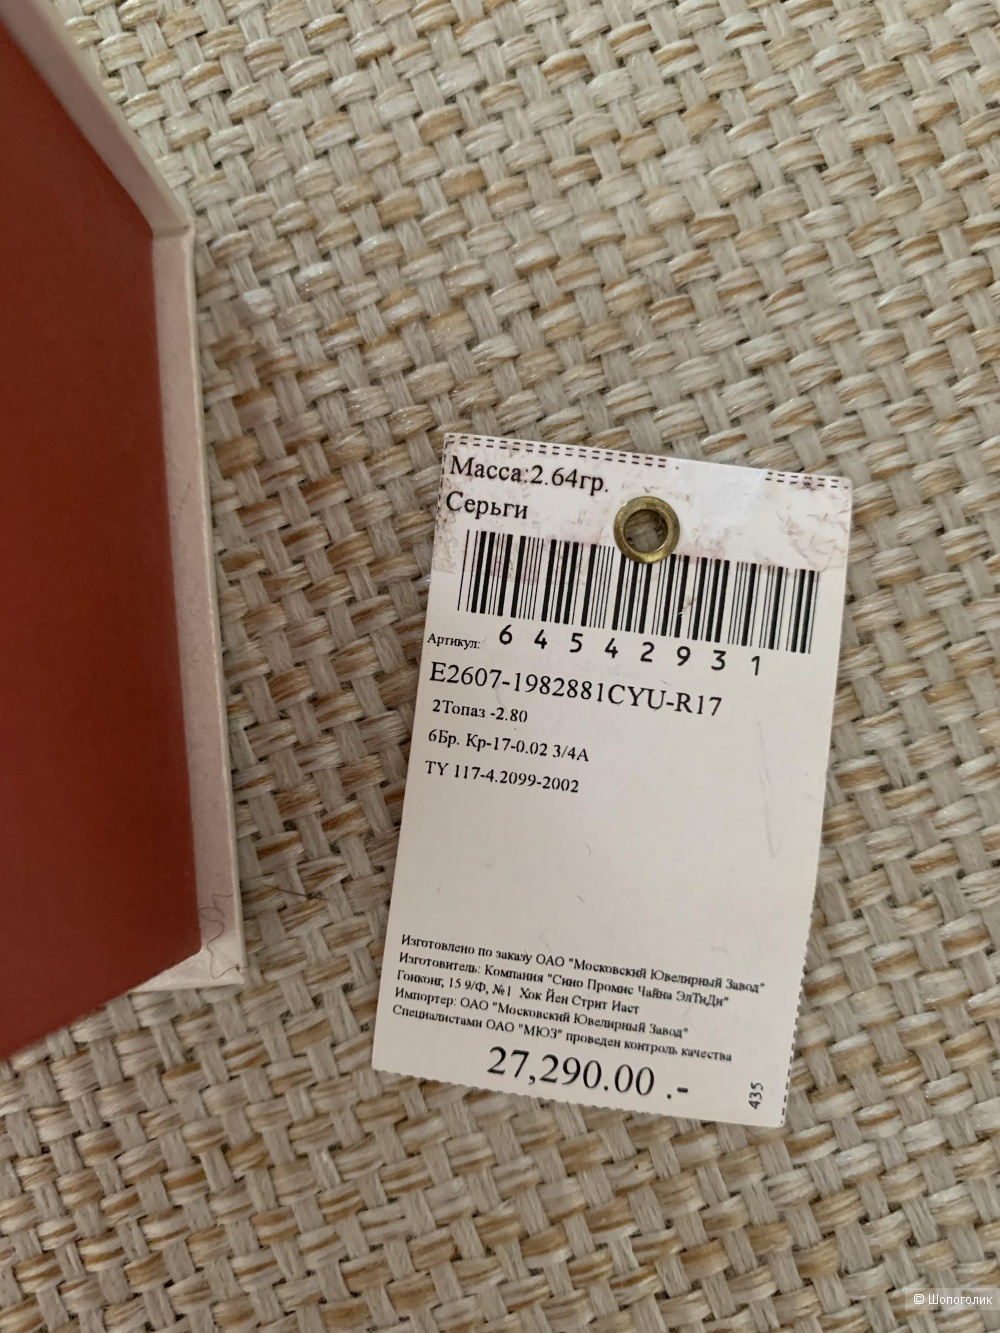 Масса:2.64гр.
Серьги
6 4 5 4 2 9 3 1
Артикул:
E2607-1982881CYU-R17
2Топаз -2.80
6Бр. Кр-17-0.02 3/4А
ТУ 117-4.2099-2002
Изготовлено по заказу ОАО "Московский Ювелирный Завод"
Изготовитель: Компания "Сино Промис Чайна ЭлТиДи"
Гонконг, 15 9/Ф, №1 Хок Йен Стрит Иаст
Импортер: ОАО "Московский Ювелирный Завод"
Специалистами ОАО "МЮЗ" проведен контроль качества
27,290.00 .-
435
© Шопоголик